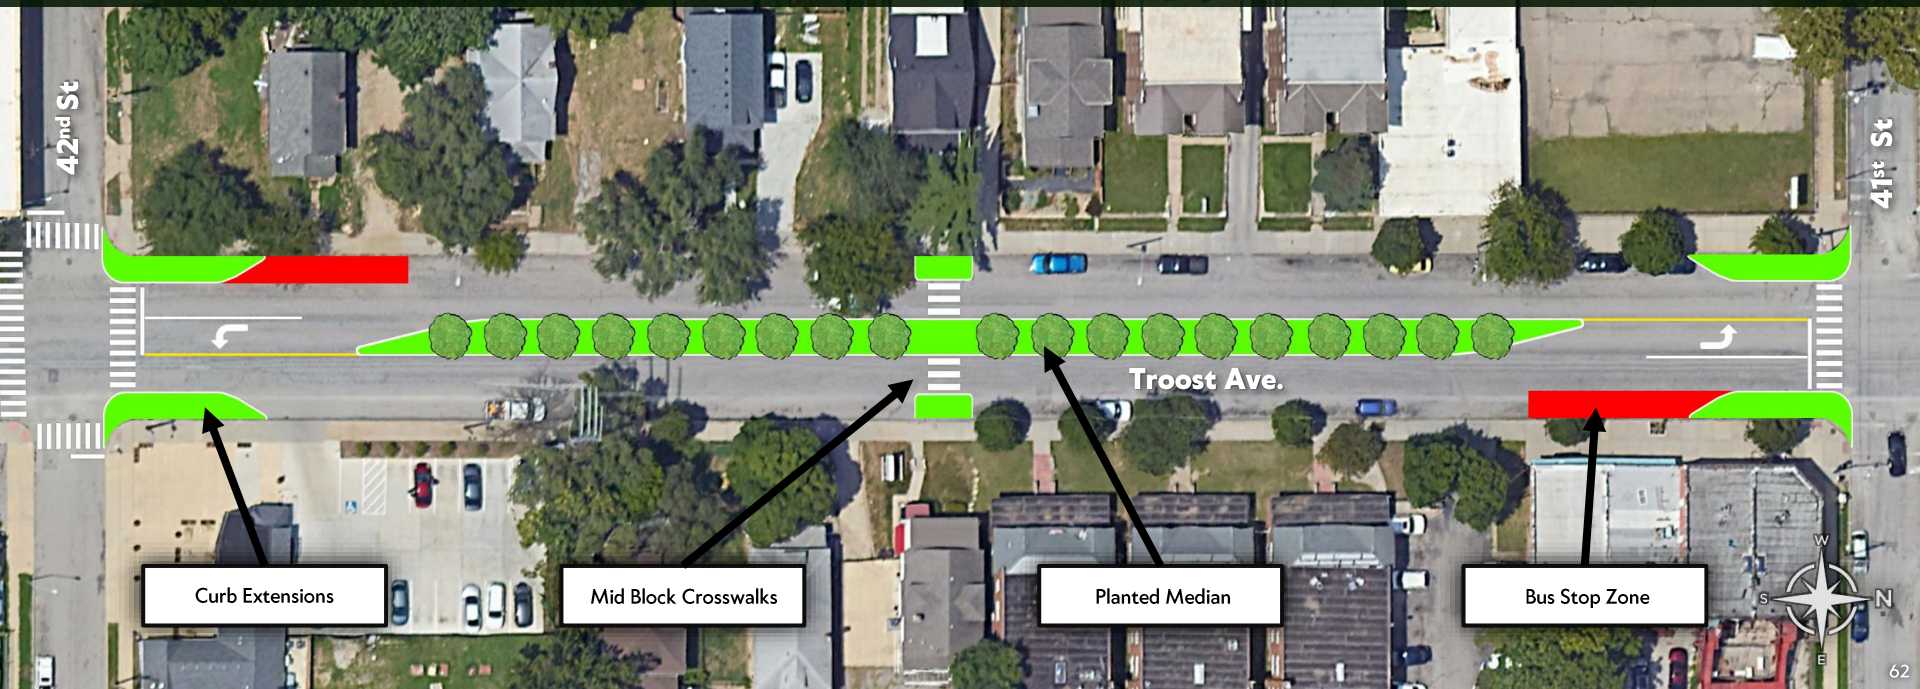 42nd St
41st St
Troost Ave.
Curb Extensions
Mid Block Crosswalks
Planted Median
Bus Stop Zone
W
S
N
E
62